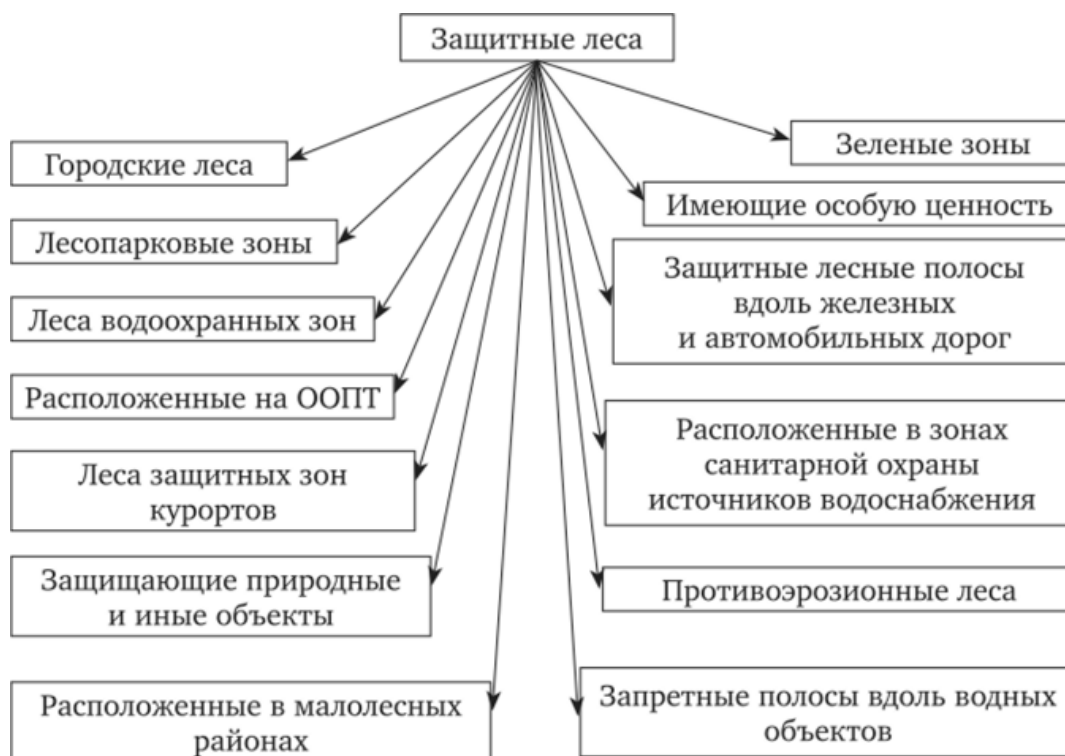 Защитные леса
Городские леса
Лесопарковые зоны
Леса водоохранных зон
Расположенные на ООПТ
Леса защитных зон
курортов
Защищающие природные
и иные объекты
Расположенные в малолесных
районах
Зеленые зоны
Имеющие особую ценность
Защитные лесные полосы
вдоль железных
и автомобильных дорог
Расположенные в зонах
санитарной охраны
источников водоснабжения
Противоэрозионные леса
Запретные полосы вдоль водных
объектов